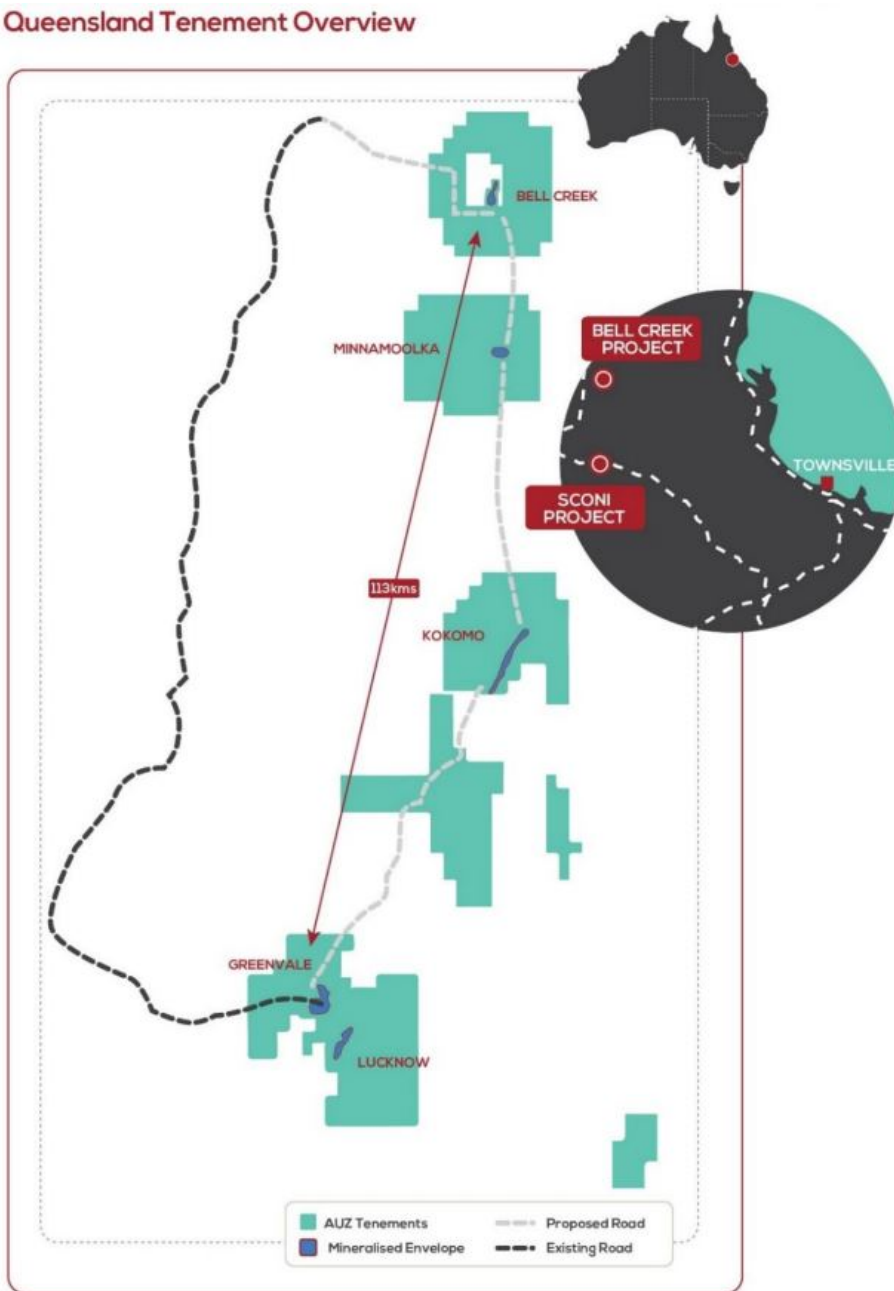 Queensland Tenement Overview
BELL CREEK
MINNAMOOLKA
BELL CREEK
PROJECT
TOWNSVILLE
SCONI
PROJECT
113kms
KOKOMO
GREENVALE
LUCKNOW
AUZ Tenements
Proposed Road
Mineralised Envelope
Existing Road